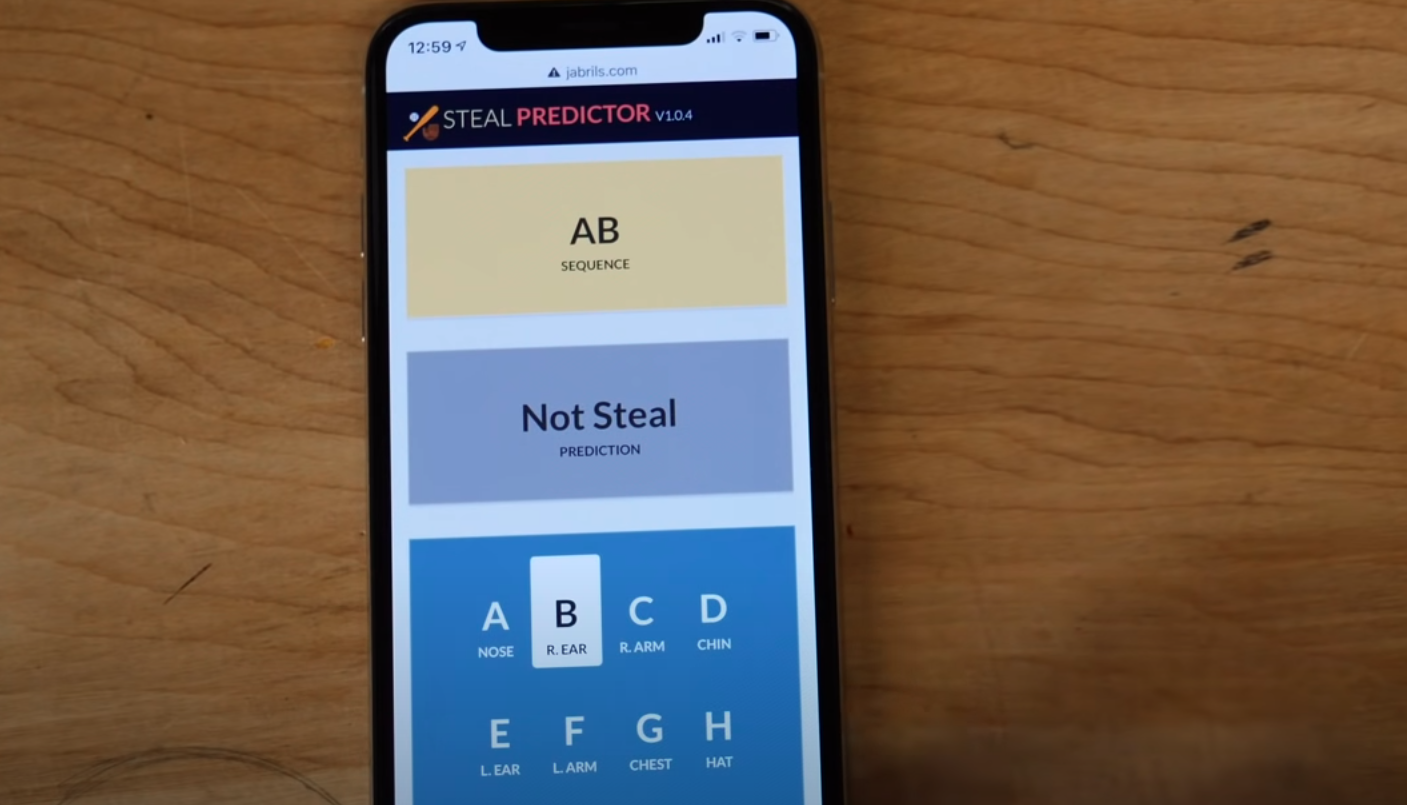 12:59
jabrils.com
STEAL PREDICTOR V1.0.4
AB
SEQUENCE
Not Steal
PREDICTION
A B C D
NOSE R. EAR R. ARM CHIN
E F G H
L. EAR L. ARM CHEST HAT